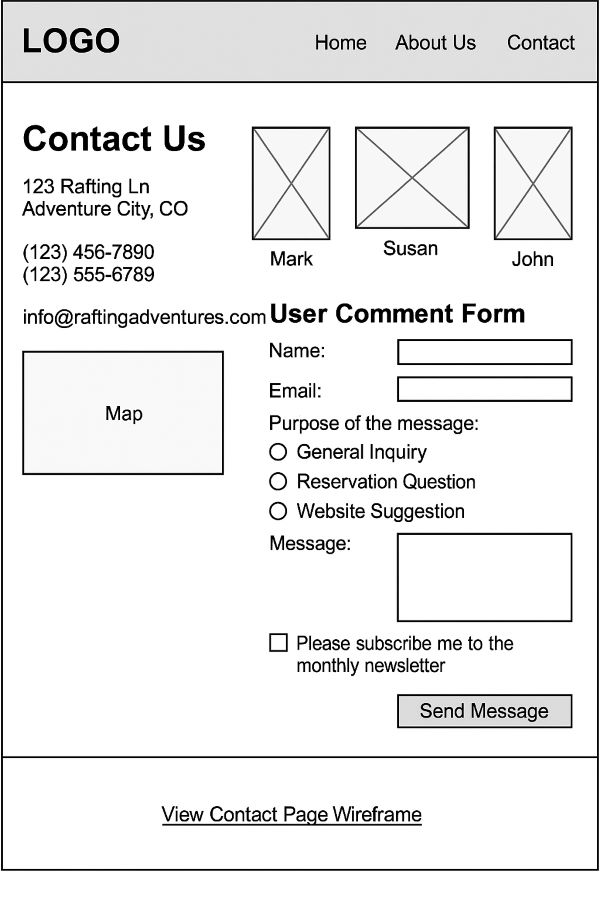 LOGO
Home About Us Contact
Contact Us
123 Rafting Ln
Adventure City, CO
(123) 456-7890
(123) 555-6789
info@raftingadventures.com
Map
Mark
Susan
John
User Comment Form
Name:
Email:
Purpose of the message:
General Inquiry
Reservation Question
Website Suggestion
Message:
Please subscribe me to the
monthly newsletter
Send Message
View Contact Page Wireframe